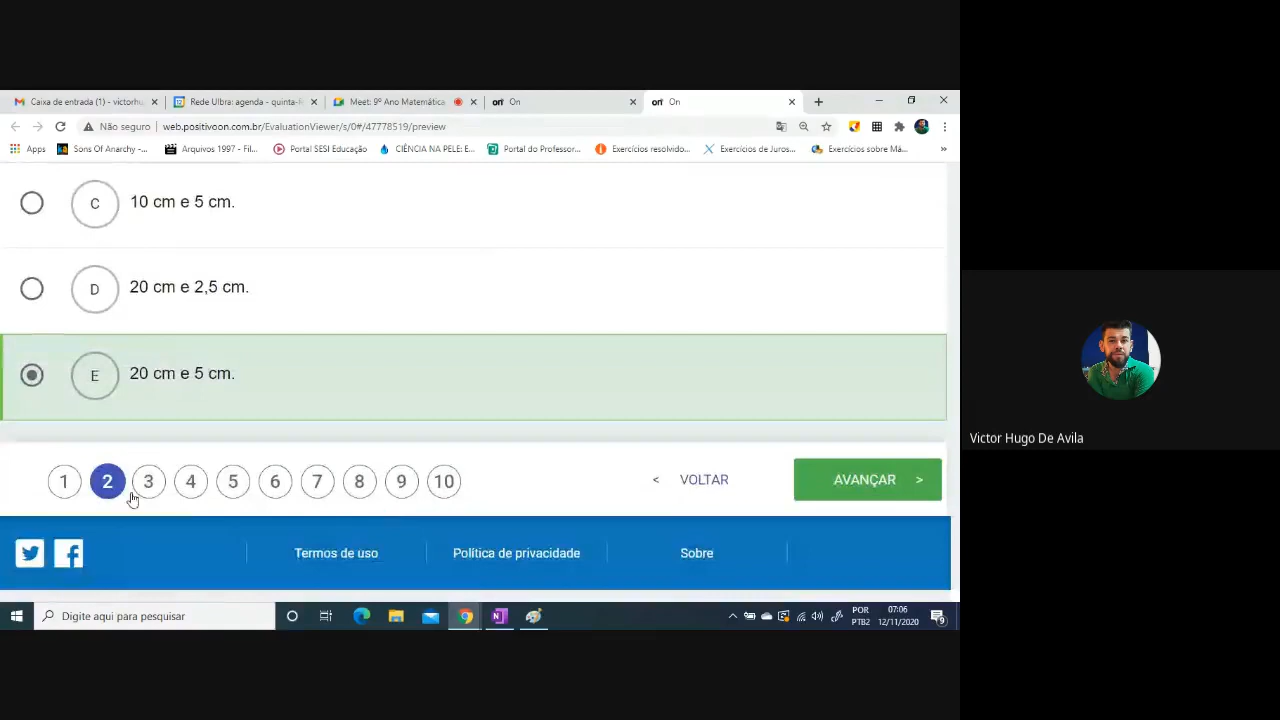 Caixa de entrada (1) - victorhu
Rede Ulbra: agenda - quinta-f
Meet: 9º Ano Matemática
on On
on On
Não seguro
web.positivoon.com.br/EvaluationViewer/s/0#/47778519/preview
Apps
Sons Of Anarchy -...
Arquivos 1997 - Fil...
Portal SESI Educação
CIÊNCIA NA PELE: E...
Portal do Professor...
Exercícios resolvido...
Exercícios de Juros...
Exercícios sobre Má...
»
C 10 cm e 5 cm.
D 20 cm e 2,5 cm.
E 20 cm e 5 cm.
1 2 3 4 5 6 7 8 9 10
< VOLTAR
AVANÇAR >
Victor Hugo De Avila
Termos de uso
Política de privacidade
Sobre
Digite aqui para pesquisar
POR
PTB2
07:06
12/11/2020
9